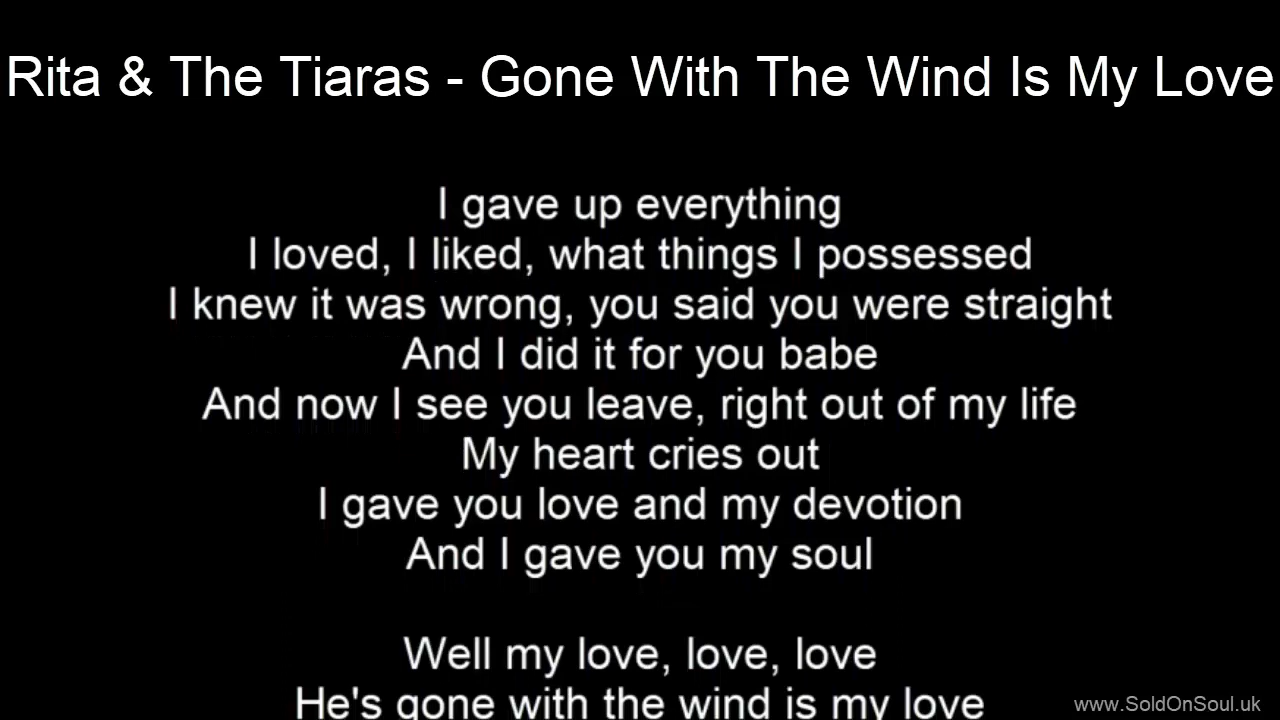 Rita & The Tiaras - Gone With The Wind Is My Love
I gave up everything
I loved, I liked, what things I possessed
I knew it was wrong, you said you were straight
And I did it for you babe
And now I see you leave, right out of my life
My heart cries out
I gave you love and my devotion
And I gave you my soul
Well my love, love, love
He's gone with the wind is my love
www.SoldOnSoul.uk